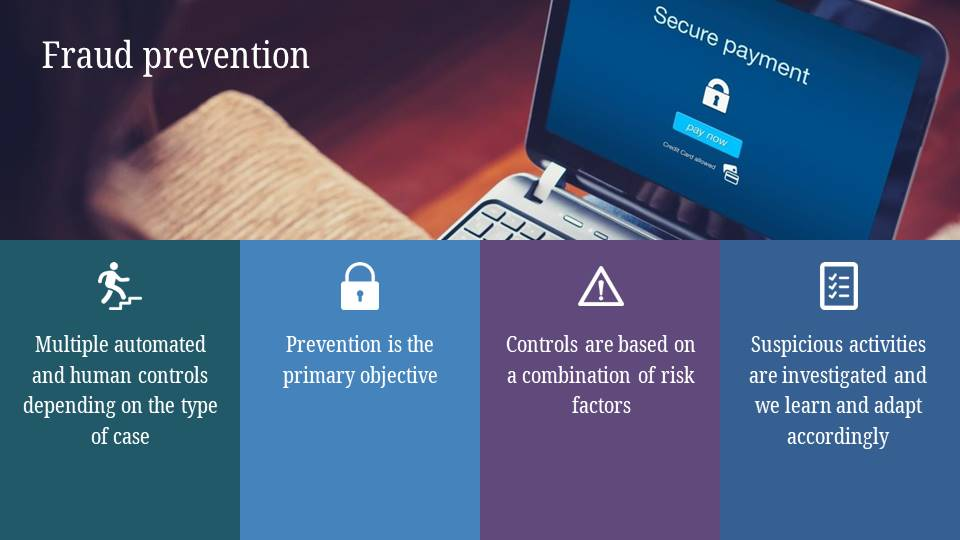 Fraud prevention
Secure payment
pay now
Credit Card allowed
Multiple automated
and human controls
depending on the type
of case
Prevention is the
primary objective
Controls are based on
a combination of risk
factors
Suspicious activities
are investigated and
we learn and adapt
accordingly